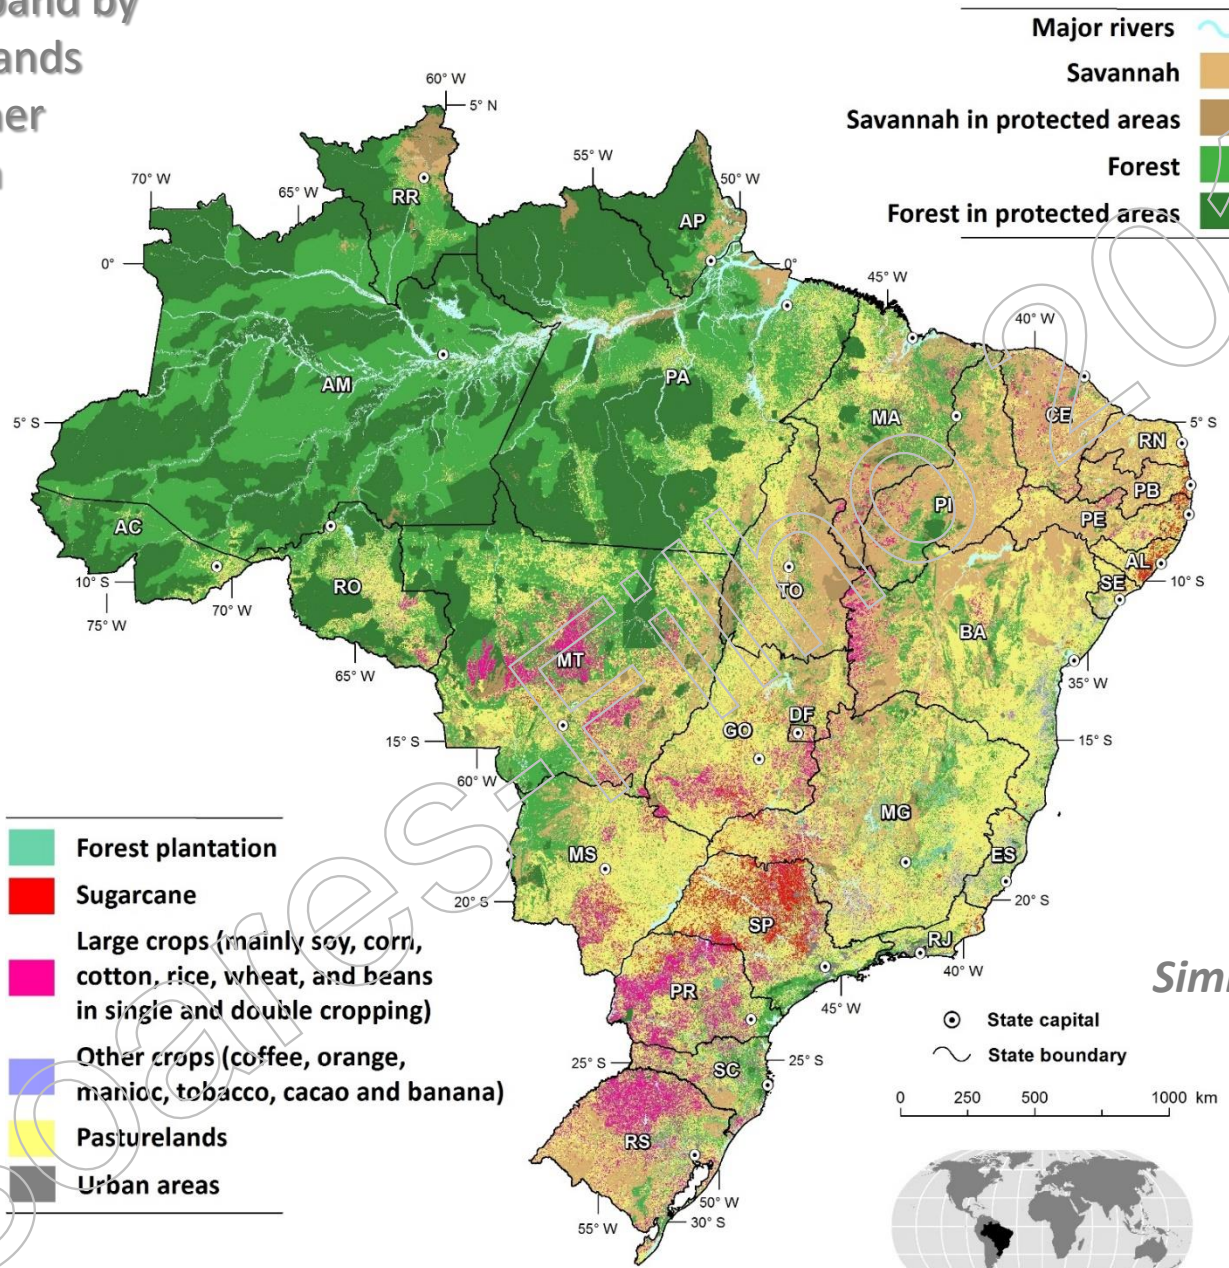 Major rivers
Savannah
Savannah in protected areas
Forest
Forest in protected areas
60° W
5° N
55° W
70° W
65° W
50° W
RR
AP
0°
0°
45° W
40° W
AM
PA
MA
CE
5° S
5° S
RN
PB
PI
PE
AC
AL
10° S
RO
TO
SE
10° S
70° W
75° W
BA
MT
65° W
35° W
DF
GO
15° S
15° S
60° W
MG
MS
ES
20° S
20° S
SP
RJ
40° W
PR
45° W
25° S
25° S
SC
RS
50° W
55° W
30° S
Forest plantation
Sugarcane
Large crops (mainly soy, corn,
cotton, rice, wheat, and beans
in single and double cropping)
Other crops (coffee, orange,
manioc, tobacco, cacao and banana)
Pasturelands
Urban areas
State capital
State boundary
0 250 500 1000 km